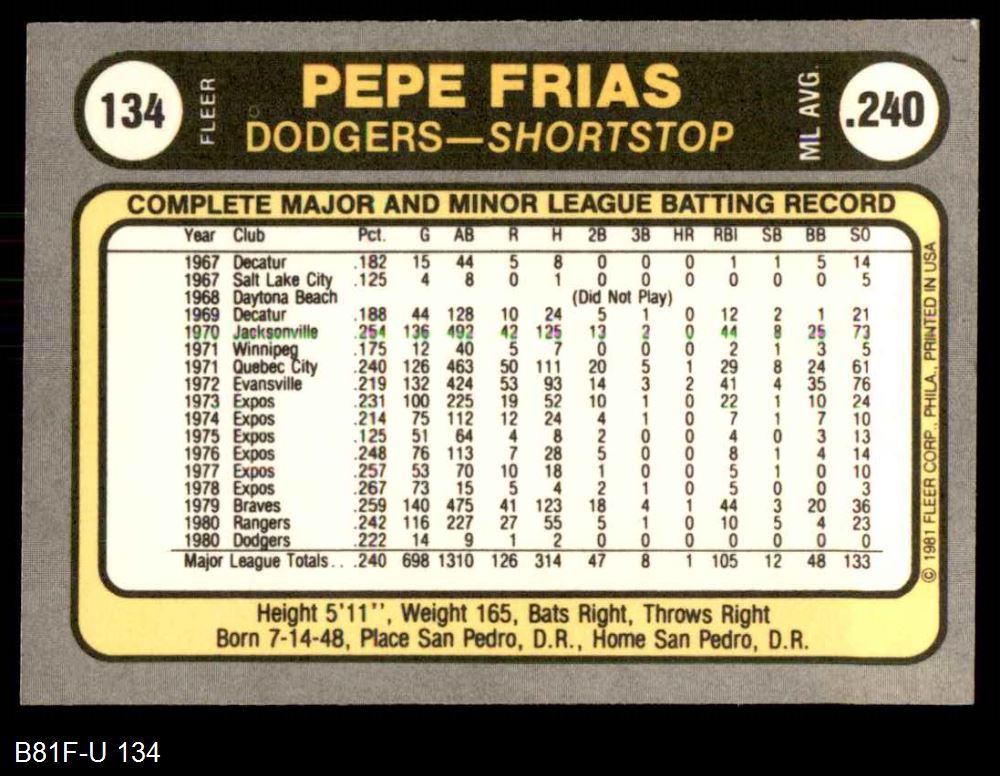 134
FLEER
PEPE FRIAS
DODGERS—SHORTSTOP
ML AVG.
.240
COMPLETE MAJOR AND MINOR LEAGUE BATTING RECORD
Year Club Pct. G AB R H 2B 3B HR RBI SB BB SO
1967 Decatur .182 15 44 5 8 0 0 0 1 1 5 14
1967 Salt Lake City .125 4 8 0 1 0 0 0 0 0 0 5
1968 Daytona Beach (Did Not Play)
1969 Decatur .188 44 128 10 24 5 1 0 12 2 1 21
1970 Jacksonville .254 136 492 42 125 13 2 0 44 8 25 73
1971 Winnipeg .175 12 40 5 7 0 0 0 2 1 3 5
1971 Quebec City .240 126 463 50 111 20 5 1 29 8 24 61
1972 Evansville .219 132 424 53 93 14 3 2 41 4 35 76
1973 Expos .231 100 225 19 52 10 1 0 22 1 10 24
1974 Expos .214 75 112 12 24 4 1 0 7 1 7 10
1975 Expos .125 51 64 4 8 2 0 0 4 0 3 13
1976 Expos .248 76 113 7 28 5 0 0 8 1 4 14
1977 Expos .257 53 70 10 18 1 0 0 5 1 0 10
1978 Expos .267 73 15 5 4 2 1 0 5 0 0 3
1979 Braves .259 140 475 41 123 18 4 1 44 3 20 36
1980 Rangers .242 116 227 27 55 5 1 0 10 5 4 23
1980 Dodgers .222 14 9 1 2 0 0 0 0 0 0 0
Major League Totals. . .240 698 1310 126 314 47 8 1 105 12 48 133
© 1981 FLEER CORP., PHILA., PRINTED IN USA
Height 5'11'', Weight 165, Bats Right, Throws Right
Born 7-14-48, Place San Pedro, D.R., Home San Pedro, D.R.
B81F-U 134